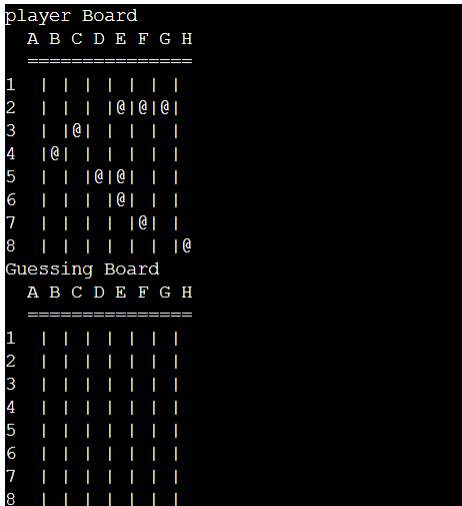 player Board
  A B C D E F G H
  ===============
1  | | | | | | |
2  | | | |@|@|@|
3  | |@| | | | |
4  |@| | | | | |
5  | | |@|@| | |
6  | | | |@| | |
7  | | | | |@| |
8  | | | | | | |@
Guessing Board
  A B C D E F G H
  ===============
1  | | | | | | |
2  | | | | | | |
3  | | | | | | |
4  | | | | | | |
5  | | | | | | |
6  | | | | | | |
7  | | | | | | |
8  | | | | | | |